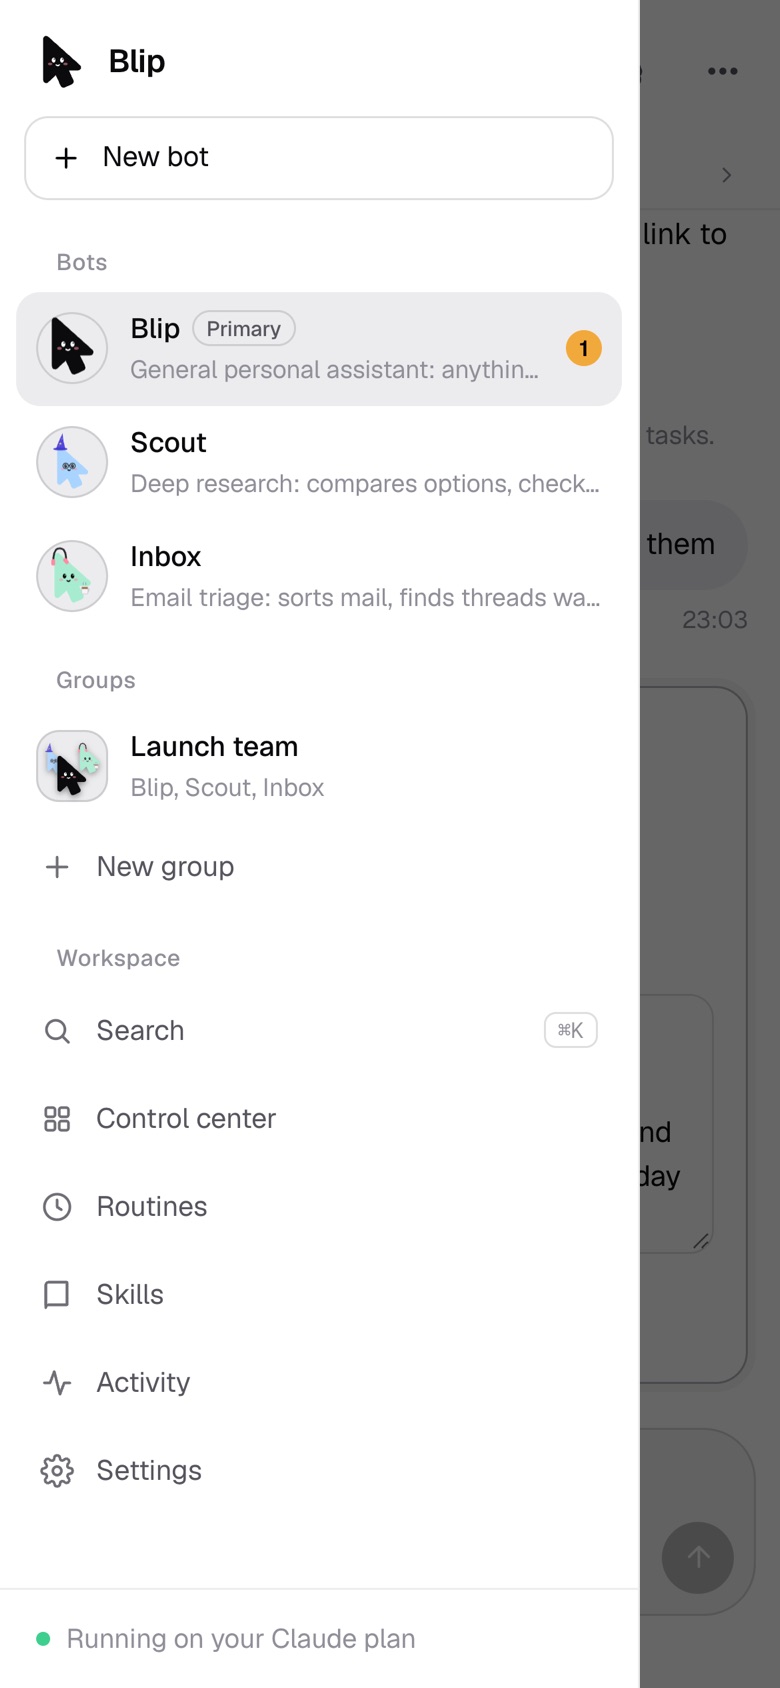 Blip
New bot
Bots
Blip Primary
General personal assistant: anythin... 1
Scout
Deep research: compares options, check...
Inbox
Email triage: sorts mail, finds threads wa...
Groups
Launch team
Blip, Scout, Inbox
New group
Workspace
Search ⌘K
Control center
Routines
Skills
Activity
Settings
Running on your Claude plan
link to
tasks.
them
23:03
nd
day